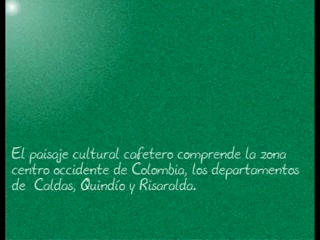 El paisaje cultural cafetero comprende la zona
centro occidente de Colombia, los departamentos
de Caldas, Quindío y Risaralda.